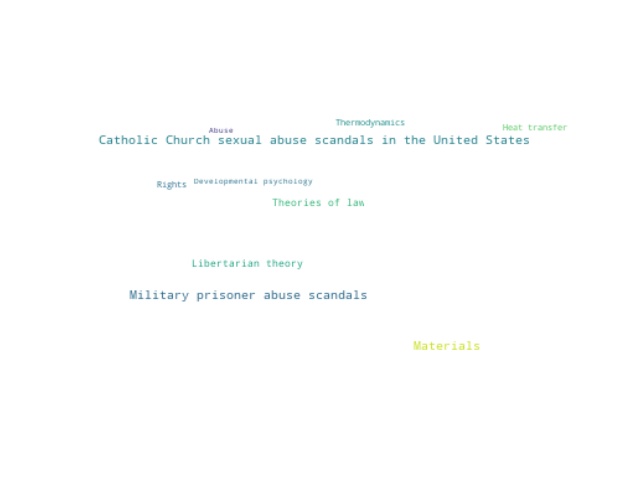 Thermodynamics
Heat transfer
Abuse
Catholic Church sexual abuse scandals in the United States
Rights
Developmental psychology
Theories of law
Libertarian theory
Military prisoner abuse scandals
Materials